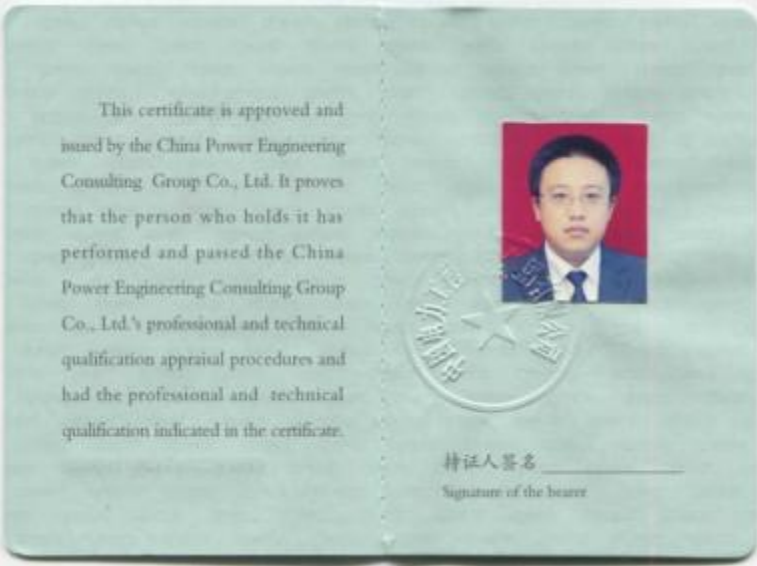 This certificate is approved and
issued by the China Power Engineering
Consulting Group Co., Ltd. It proves
that the person who holds it has
performed and passed the China
Power Engineering Consulting Group
Co., Ltd.'s professional and technical
qualification appraisal procedures and
had the professional and technical
qualification indicated in the certificate.
持证人签名
Signature of the bearer